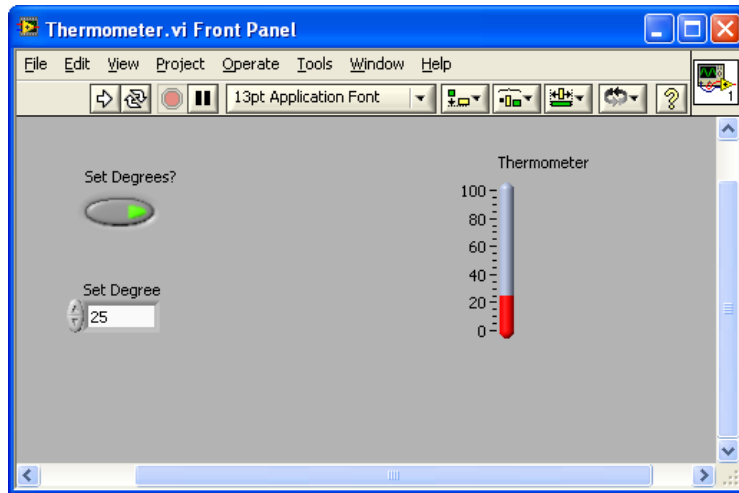 Thermometer.vi Front Panel
File Edit View Project Operate Tools Window Help
13pt Application Font
1
Set Degrees?
Thermometer
100
80
60
40
20
0
Set Degree
25